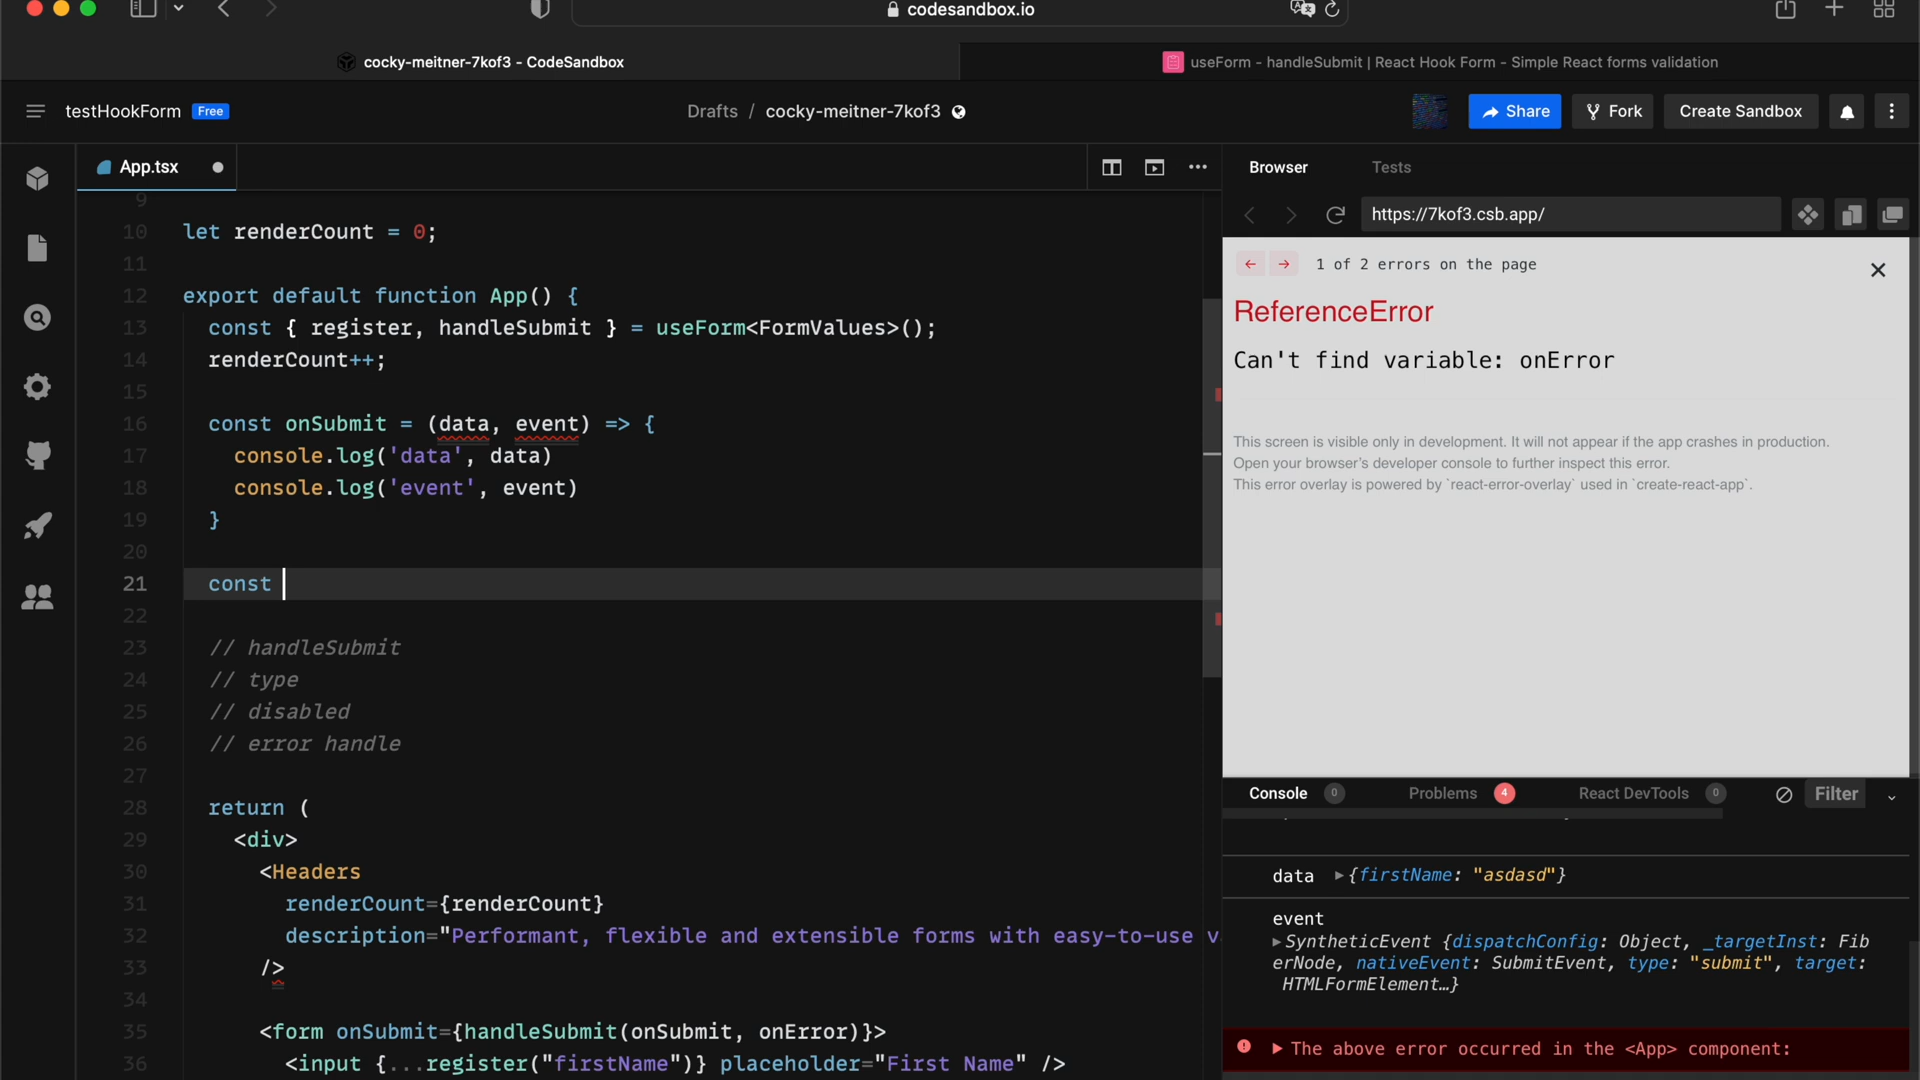 codesandbox.io
cocky-meitner-7kof3 - CodeSandbox
useForm - handleSubmit | React Hook Form - Simple React forms validation
testHookForm Free
Drafts / cocky-meitner-7kof3
Share
Fork
Create Sandbox
App.tsx
9
10 let renderCount = 0;
11
12 export default function App() {
13 const { register, handleSubmit } = useForm<FormValues>();
14 renderCount++;
15
16 const onSubmit = (data, event) => {
17 console.log('data', data)
18 console.log('event', event)
19 }
20
21 const
22
23 // handleSubmit
24 // type
25 // disabled
26 // error handle
27
28 return (
29 <div>
30 <Headers
31 renderCount={renderCount}
32 description="Performant, flexible and extensible forms with easy-to-use v
33 />
34
35 <form onSubmit={handleSubmit(onSubmit, onError)}>
36 <input {...register("firstName")} placeholder="First Name" />
Browser Tests
https://7kof3.csb.app/
1 of 2 errors on the page
ReferenceError
Can't find variable: onError
This screen is visible only in development. It will not appear if the app crashes in production.
Open your browser's developer console to further inspect this error.
This error overlay is powered by `react-error-overlay` used in `create-react-app`.
Console 0 Problems 4 React DevTools 0 Filter
data ▶{firstName: "asdasd"}
event
▶SyntheticEvent {dispatchConfig: Object, _targetInst: Fib
erNode, nativeEvent: SubmitEvent, type: "submit", target:
HTMLFormElement…}
▶ The above error occurred in the <App> component: